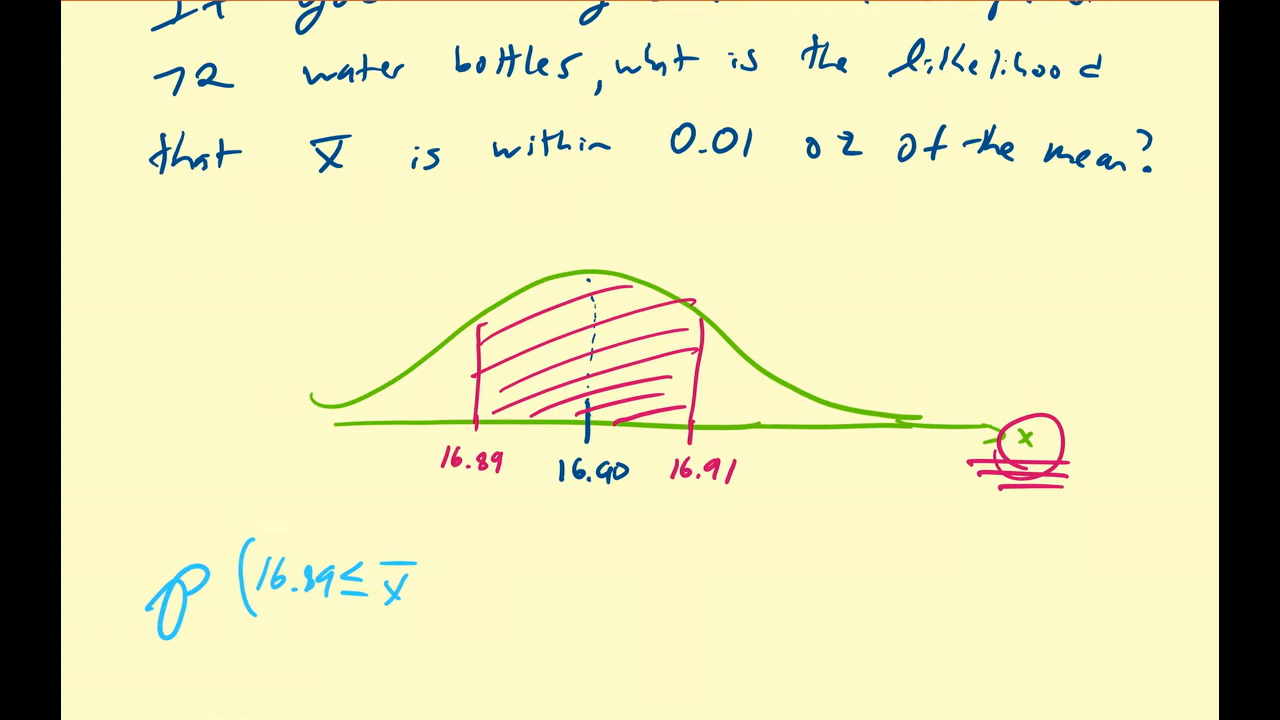 72 water bottles, what is the likelihood
that x̅ is within 0.01 oz of the mean?
16.89 16.90 16.91 x
P (16.89 ≤ x̅